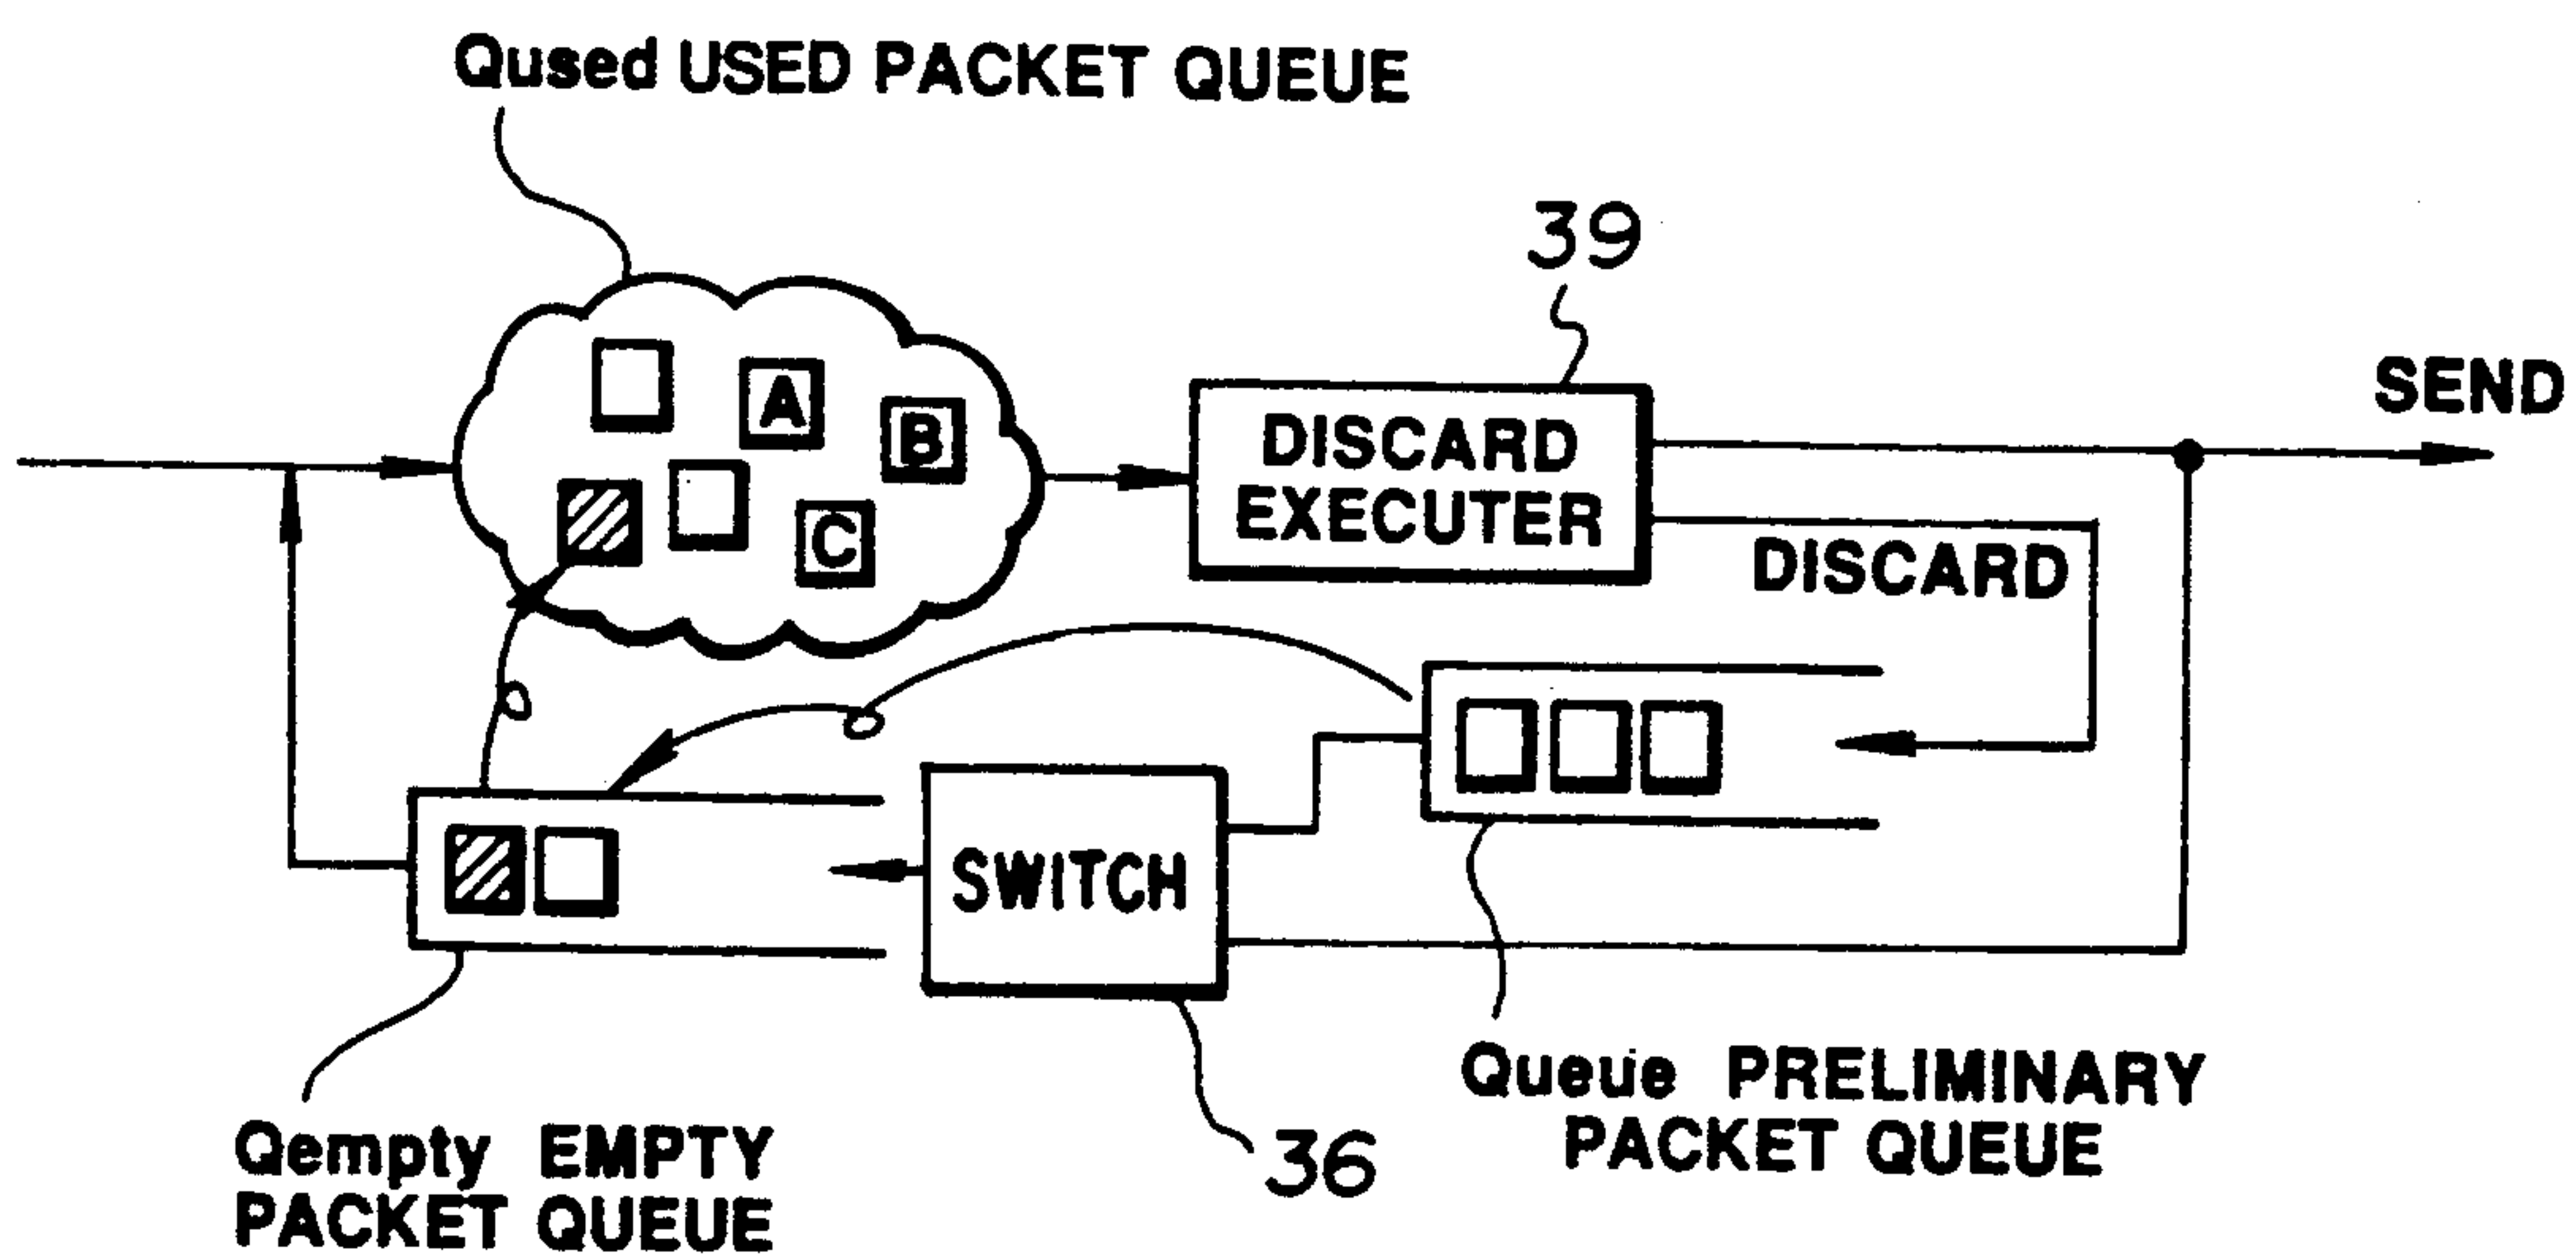 Qused USED PACKET QUEUE
39
SEND
A
B
C
DISCARD
EXECUTER
DISCARD
SWITCH
Queue PRELIMINARY
PACKET QUEUE
Qempty EMPTY
PACKET QUEUE
36